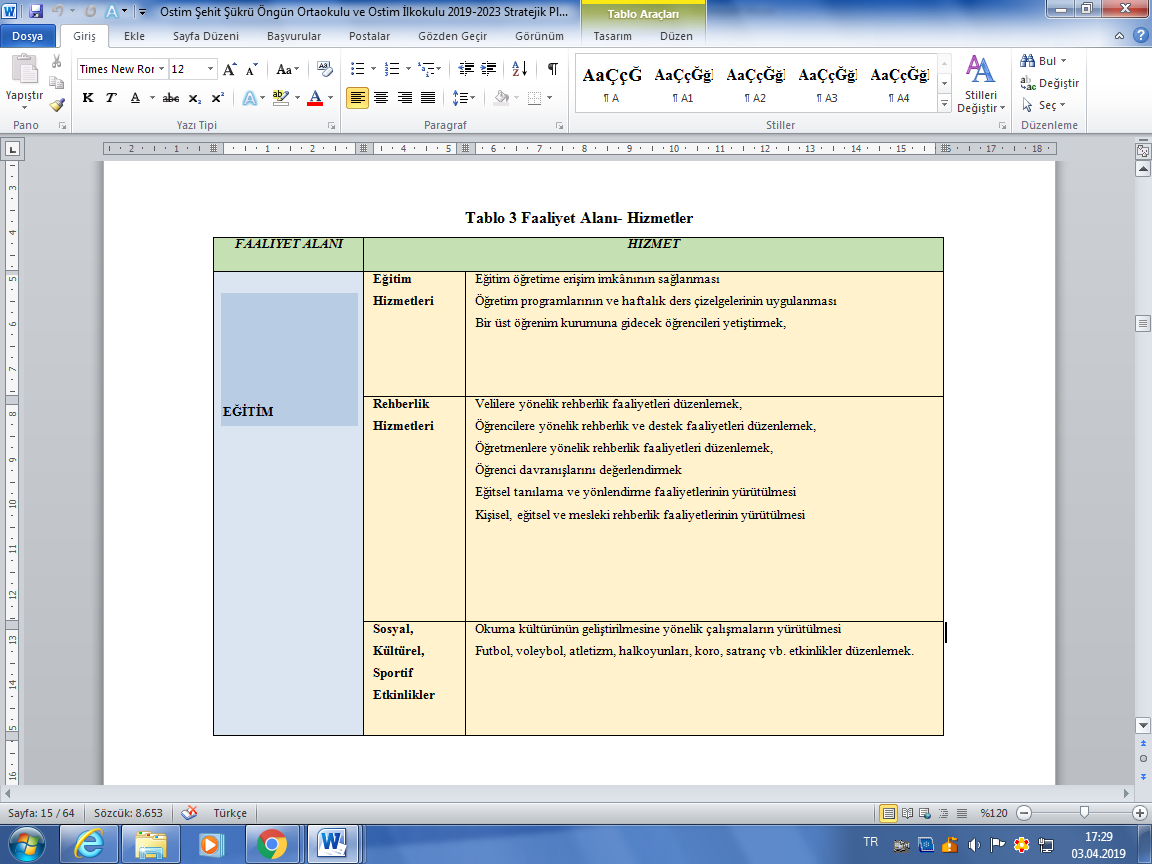 Ostim Şehit Şükrü Öngün Ortaokulu ve Ostim İlkokulu 2019-2023 Stratejik Pl...
Tablo Araçları
Dosya Giriş Ekle Sayfa Düzeni Başvurular Postalar Gözden Geçir Görünüm Tasarım Düzen
Yapıştır
Times New Ror 12
AaÇçĞ AaÇçĞğ AaÇçĞğ AaÇçĞğ AaÇçĞğ
¶ A ¶ A1 ¶ A2 ¶ A3 ¶ A4
Stilleri Değiştir
Bul
Değiştir
Seç
Pano Yazı Tipi Paragraf Stiller Düzenleme
Tablo 3 Faaliyet Alanı- Hizmetler
FAALİYET ALANI HİZMET
EĞİTİM
Eğitim
Hizmetleri
Eğitim öğretime erişim imkânının sağlanması
Öğretim programlarının ve haftalık ders çizelgelerinin uygulanması
Bir üst öğrenim kurumuna gidecek öğrencileri yetiştirmek,
Rehberlik
Hizmetleri
Velilere yönelik rehberlik faaliyetleri düzenlemek,
Öğrencilere yönelik rehberlik ve destek faaliyetleri düzenlemek,
Öğretmenlere yönelik rehberlik faaliyetleri düzenlemek,
Öğrenci davranışlarını değerlendirmek
Eğitsel tanılama ve yönlendirme faaliyetlerinin yürütülmesi
Kişisel, eğitsel ve mesleki rehberlik faaliyetlerinin yürütülmesi
Sosyal,
Kültürel,
Sportif
Etkinlikler
Okuma kültürünün geliştirilmesine yönelik çalışmaların yürütülmesi
Futbol, voleybol, atletizm, halkoyunları, koro, satranç vb. etkinlikler düzenlemek.
Sayfa: 15 / 64 Sözcük: 8.653 Türkçe %120
TR 17:29
03.04.2019